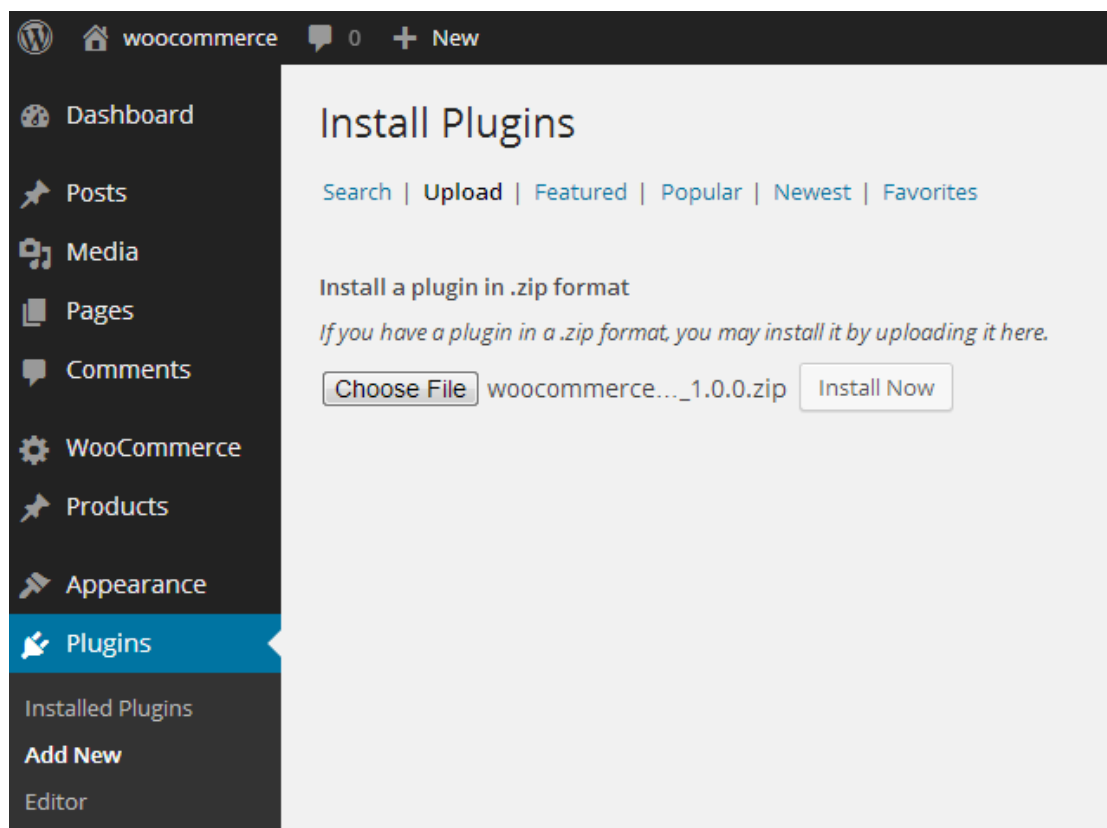 woocommerce 0 + New
Dashboard
Posts
Media
Pages
Comments
WooCommerce
Products
Appearance
Plugins
Installed Plugins
Add New
Editor
Install Plugins
Search | Upload | Featured | Popular | Newest | Favorites
Install a plugin in .zip format
If you have a plugin in a .zip format, you may install it by uploading it here.
Choose File woocommerce..._1.0.0.zip Install Now